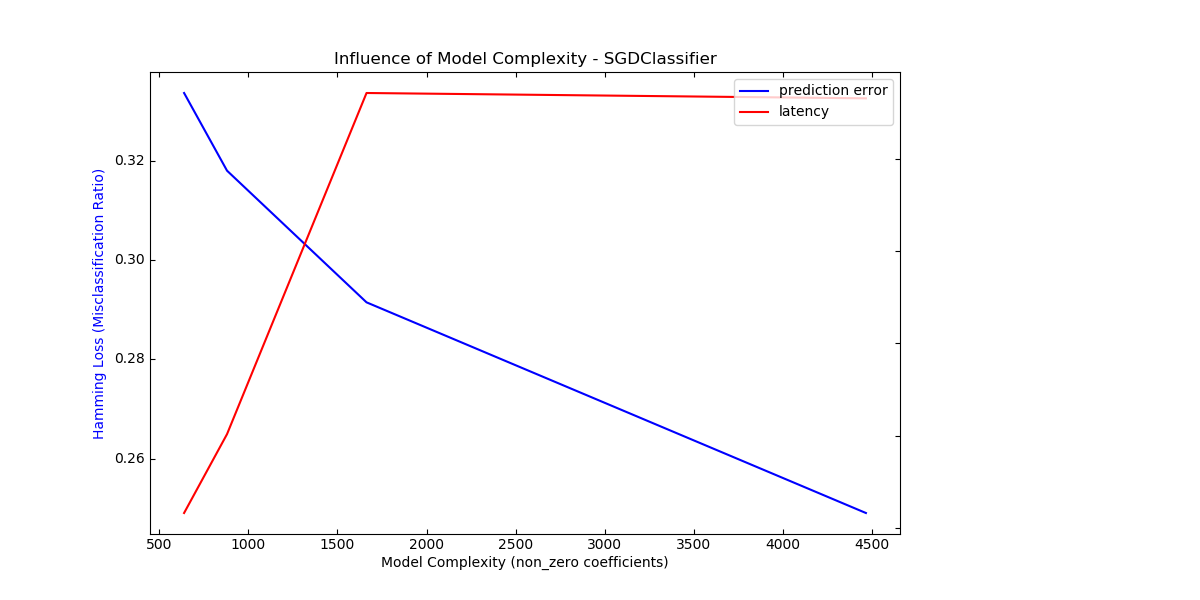 Influence of Model Complexity - SGDClassifier
prediction error
latency
Hamming Loss (Misclassification Ratio)
0.32
0.30
0.28
0.26
500 1000 1500 2000 2500 3000 3500 4000 4500
Model Complexity (non_zero coefficients)